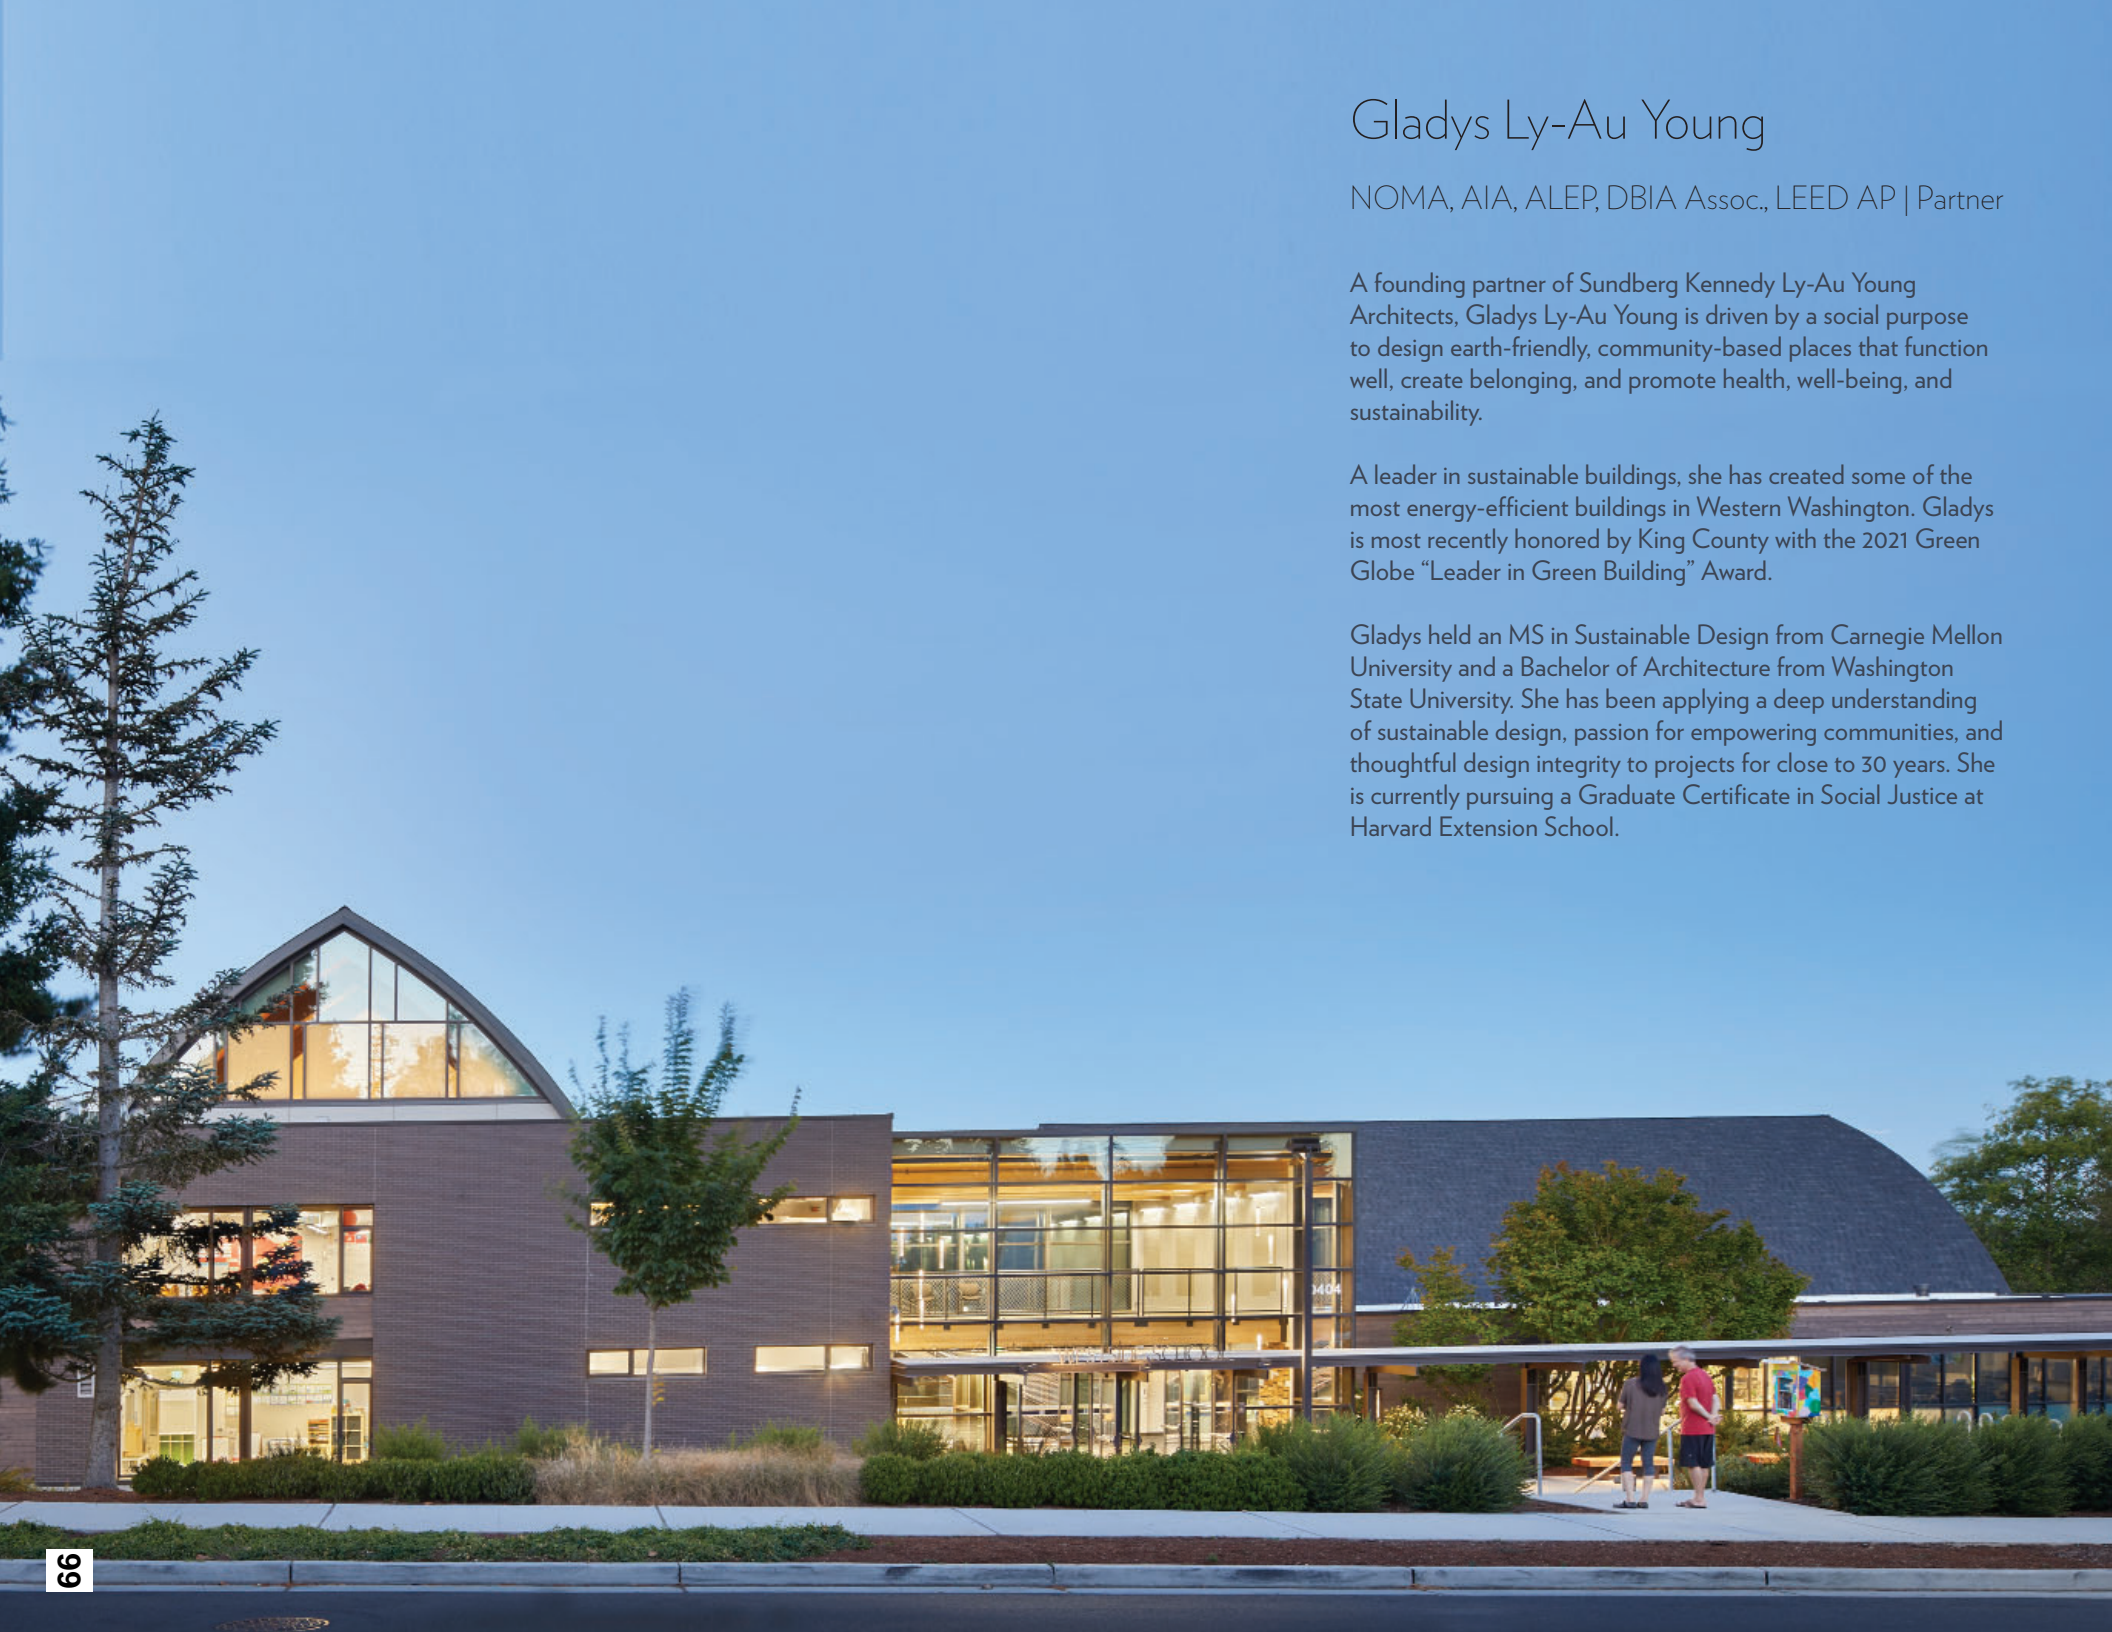 Gladys Ly-Au Young
NOMA, AIA, ALEP, DBIA Assoc., LEED AP | Partner
A founding partner of Sundberg Kennedy Ly-Au Young
Architects, Gladys Ly-Au Young is driven by a social purpose
to design earth-friendly, community-based places that function
well, create belonging, and promote health, well-being, and
sustainability.
A leader in sustainable buildings, she has created some of the
most energy-efficient buildings in Western Washington. Gladys
is most recently honored by King County with the 2021 Green
Globe “Leader in Green Building” Award.
Gladys held an MS in Sustainable Design from Carnegie Mellon
University and a Bachelor of Architecture from Washington
State University. She has been applying a deep understanding
of sustainable design, passion for empowering communities, and
thoughtful design integrity to projects for close to 30 years. She
is currently pursuing a Graduate Certificate in Social Justice at
Harvard Extension School.
SCHOOL
66